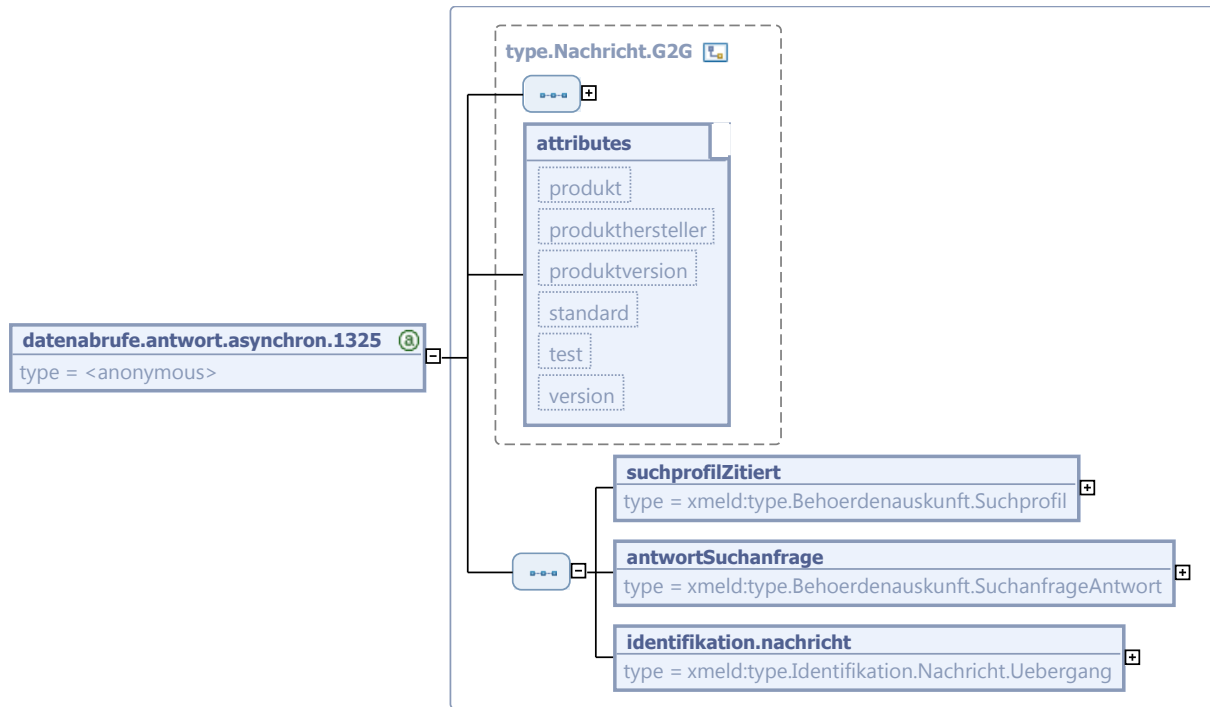 type.Nachricht.G2G
attributes
produkt
produkthersteller
produktversion
standard
test
version
datenabrufe.antwort.asynchron.1325
type = <anonymous>
suchprofilZitiert
type = xmeld:type.Behoerdenauskunft.Suchprofil
antwortSuchanfrage
type = xmeld:type.Behoerdenauskunft.SuchanfrageAntwort
identifikation.nachricht
type = xmeld:type.Identifikation.Nachricht.Uebergang